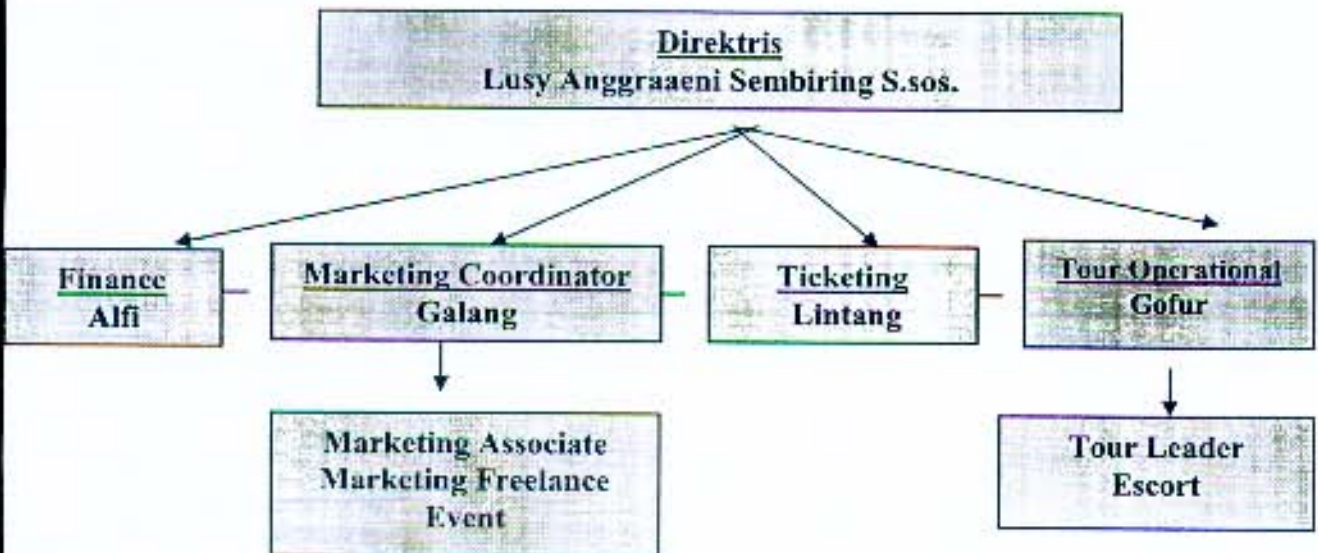 Direktris
Lusy Anggraaeni Sembiring S.sos.
Finance
Alfi
Marketing Coordinator
Galang
Ticketing
Lintang
Tour Operational
Gofur
Marketing Associate
Marketing Freelance
Event
Tour Leader
Escort